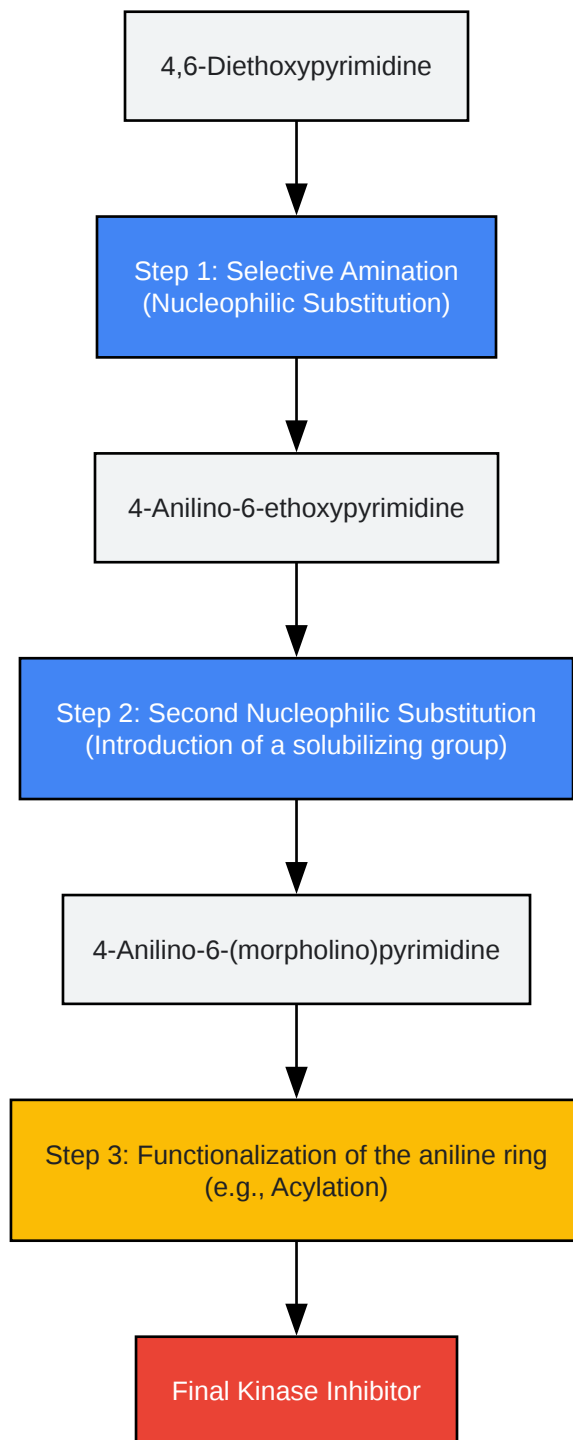 4,6-Diethoxypyrimidine
Step 1: Selective Amination
(Nucleophilic Substitution)
4-Anilino-6-ethoxypyrimidine
Step 2: Second Nucleophilic Substitution
(Introduction of a solubilizing group)
4-Anilino-6-(morpholino)pyrimidine
Step 3: Functionalization of the aniline ring
(e.g., Acylation)
Final Kinase Inhibitor